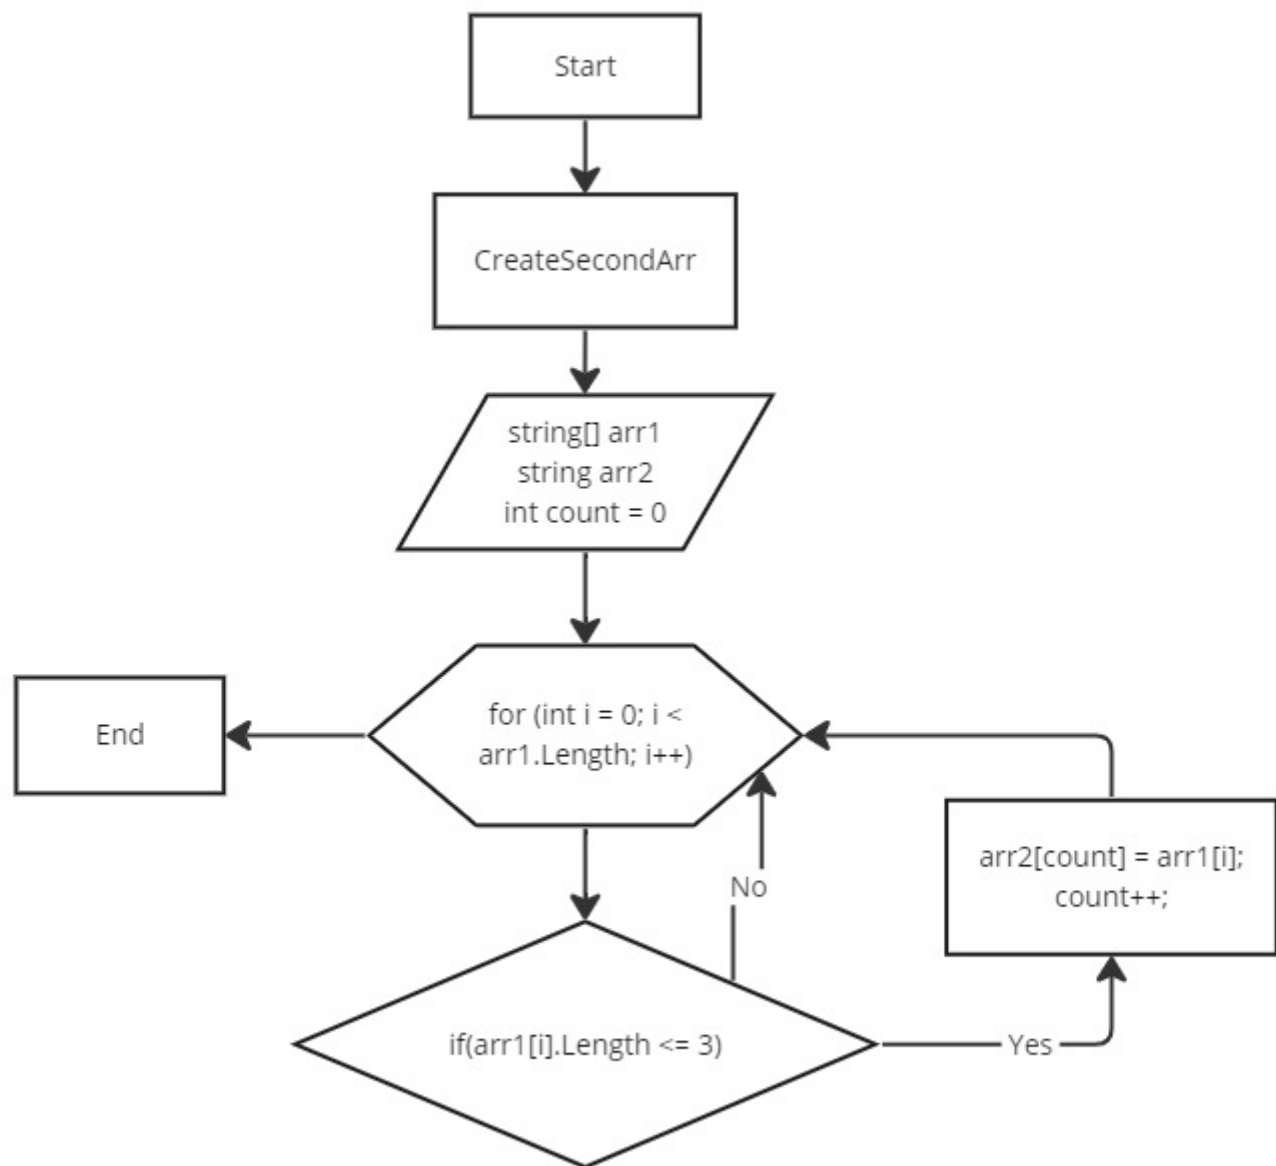 Start
CreateSecondArr
string[] arr1
string arr2
int count = 0
for (int i = 0; i <
arr1.Length; i++)
End
No
arr2[count] = arr1[i];
count++;
if(arr1[i].Length <= 3)
Yes